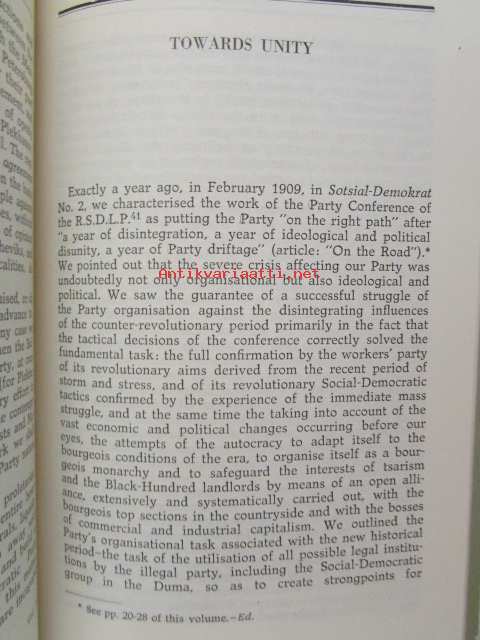 TOWARDS UNITY
Exactly a year ago, in February 1909, in Sotsial-Demokrat
No. 2, we characterised the work of the Party Conference of
the R.S.D.L.P.41 as putting the Party "on the right path" after
"a year of disintegration, a year of ideological and political
disunity, a year of Party driftage" (article: "On the Road").*
We pointed out that the severe crisis affecting our Party was
undoubtedly not only organisational but also ideological and
political. We saw the guarantee of a successful struggle of
the Party organisation against the disintegrating influences
of the counter-revolutionary period primarily in the fact that
the tactical decisions of the conference correctly solved the
fundamental task: the full confirmation by the workers' party
of its revolutionary aims derived from the recent period of
storm and stress, and of its revolutionary Social-Democratic
tactics confirmed by the experience of the immediate mass
struggle, and at the same time the taking into account of the
vast economic and political changes occurring before our
eyes, the attempts of the autocracy to adapt itself to the
bourgeois conditions of the era, to organise itself as a bour-
geois monarchy and to safeguard the interests of tsarism
and the Black-Hundred landlords by means of an open alli-
ance, extensively and systematically carried out, with the
bourgeois top sections in the countryside and with the bosses
of commercial and industrial capitalism. We outlined the
Party's organisational task associated with the new historical
period—the task of the utilisation of all possible legal institu-
tions by the illegal party, including the Social-Democratic
group in the Duma, so as to create strongpoints for
* See pp. 20-28 of this volume.—Ed.
Antikvariaatti.net